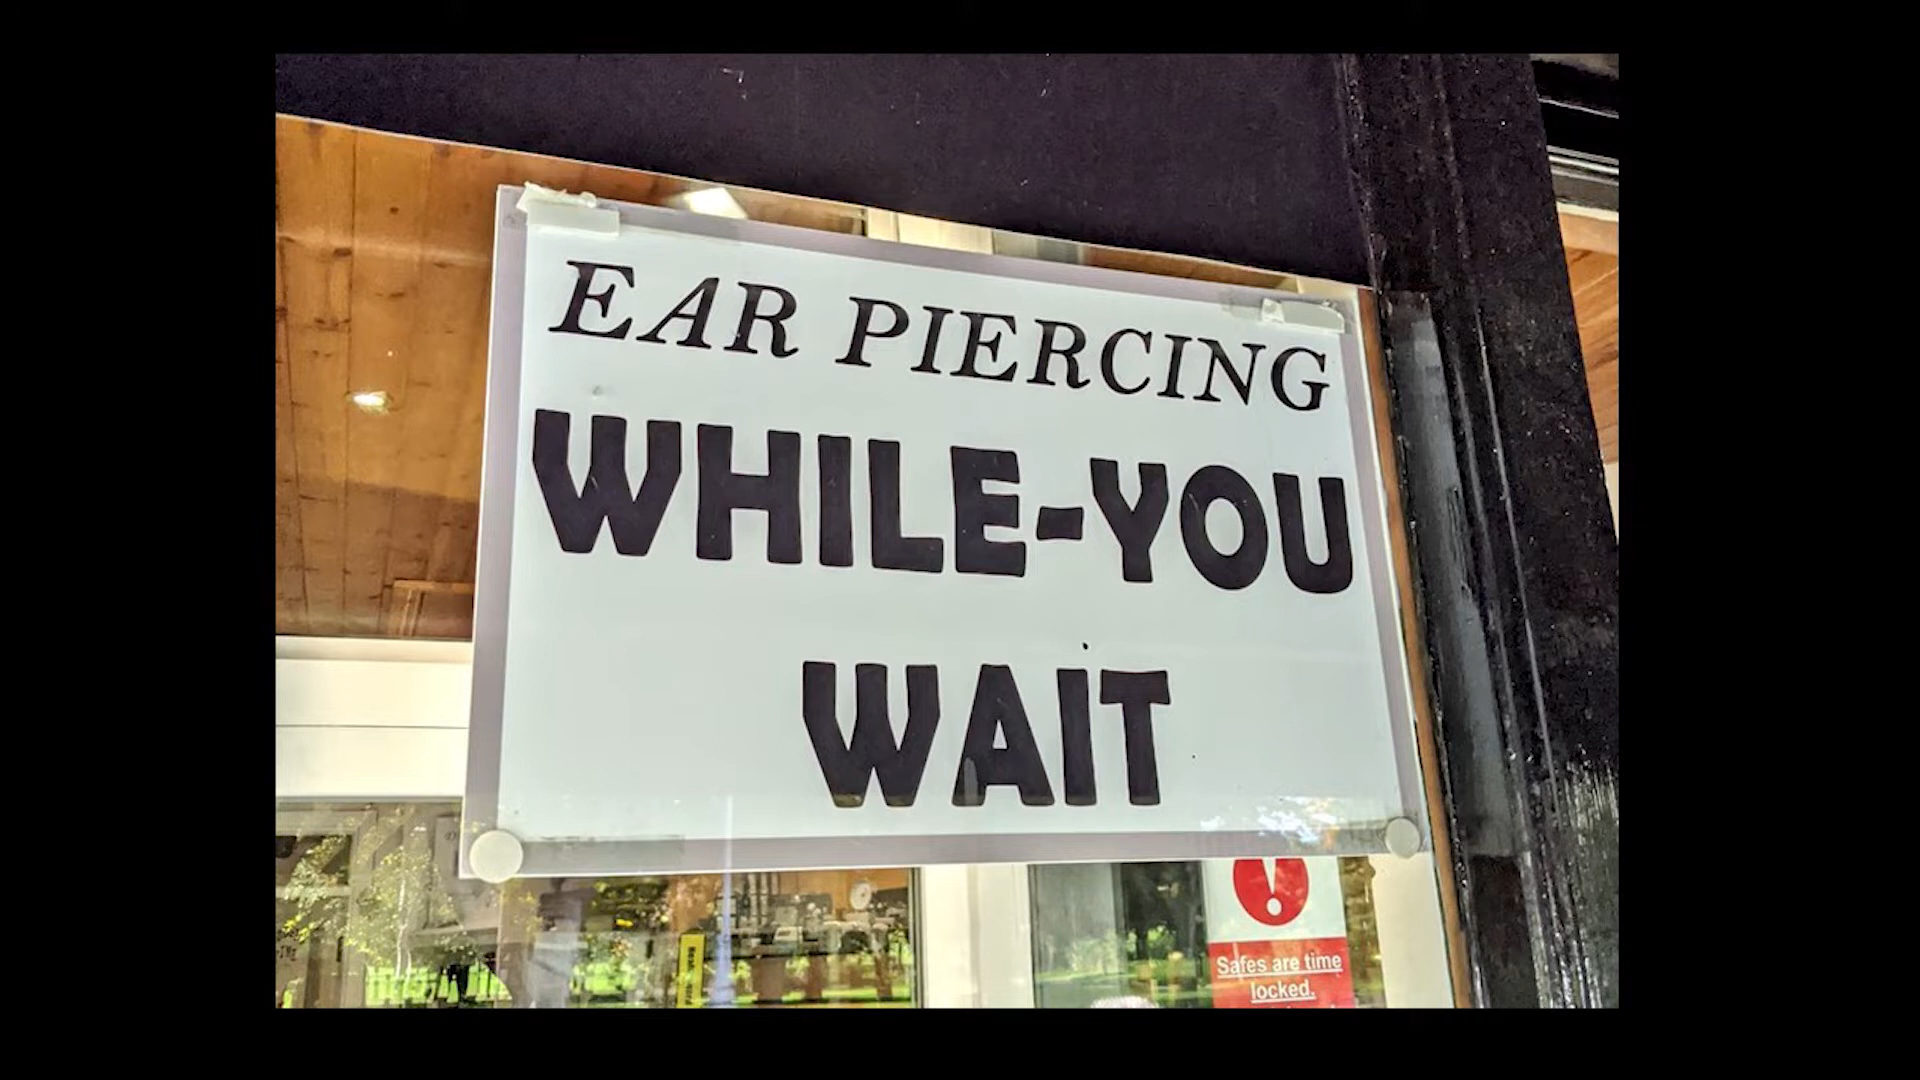 EAR PIERCING
WHILE-YOU
WAIT
Safes are time
locked.